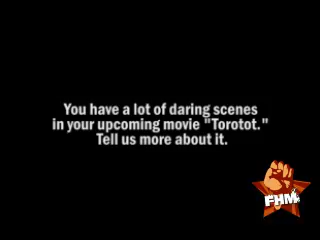 You have a lot of daring scenes
in your upcoming movie "Torotot."
Tell us more about it.
FHM